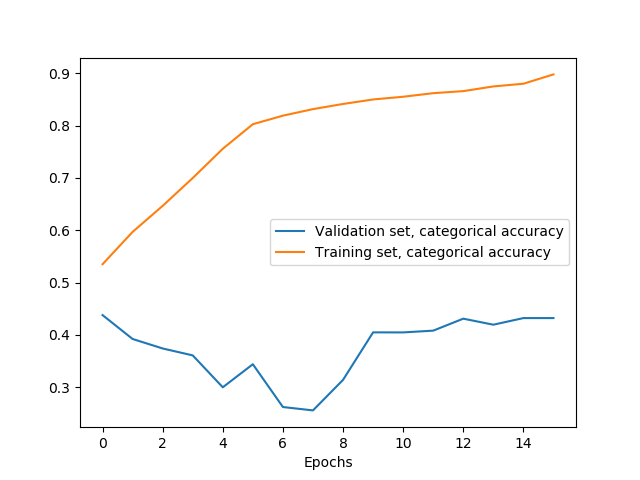 0.9
0.8
0.7
0.6
0.5
0.4
0.3
Validation set, categorical accuracy
Training set, categorical accuracy
0 2 4 6 8 10 12 14
Epochs